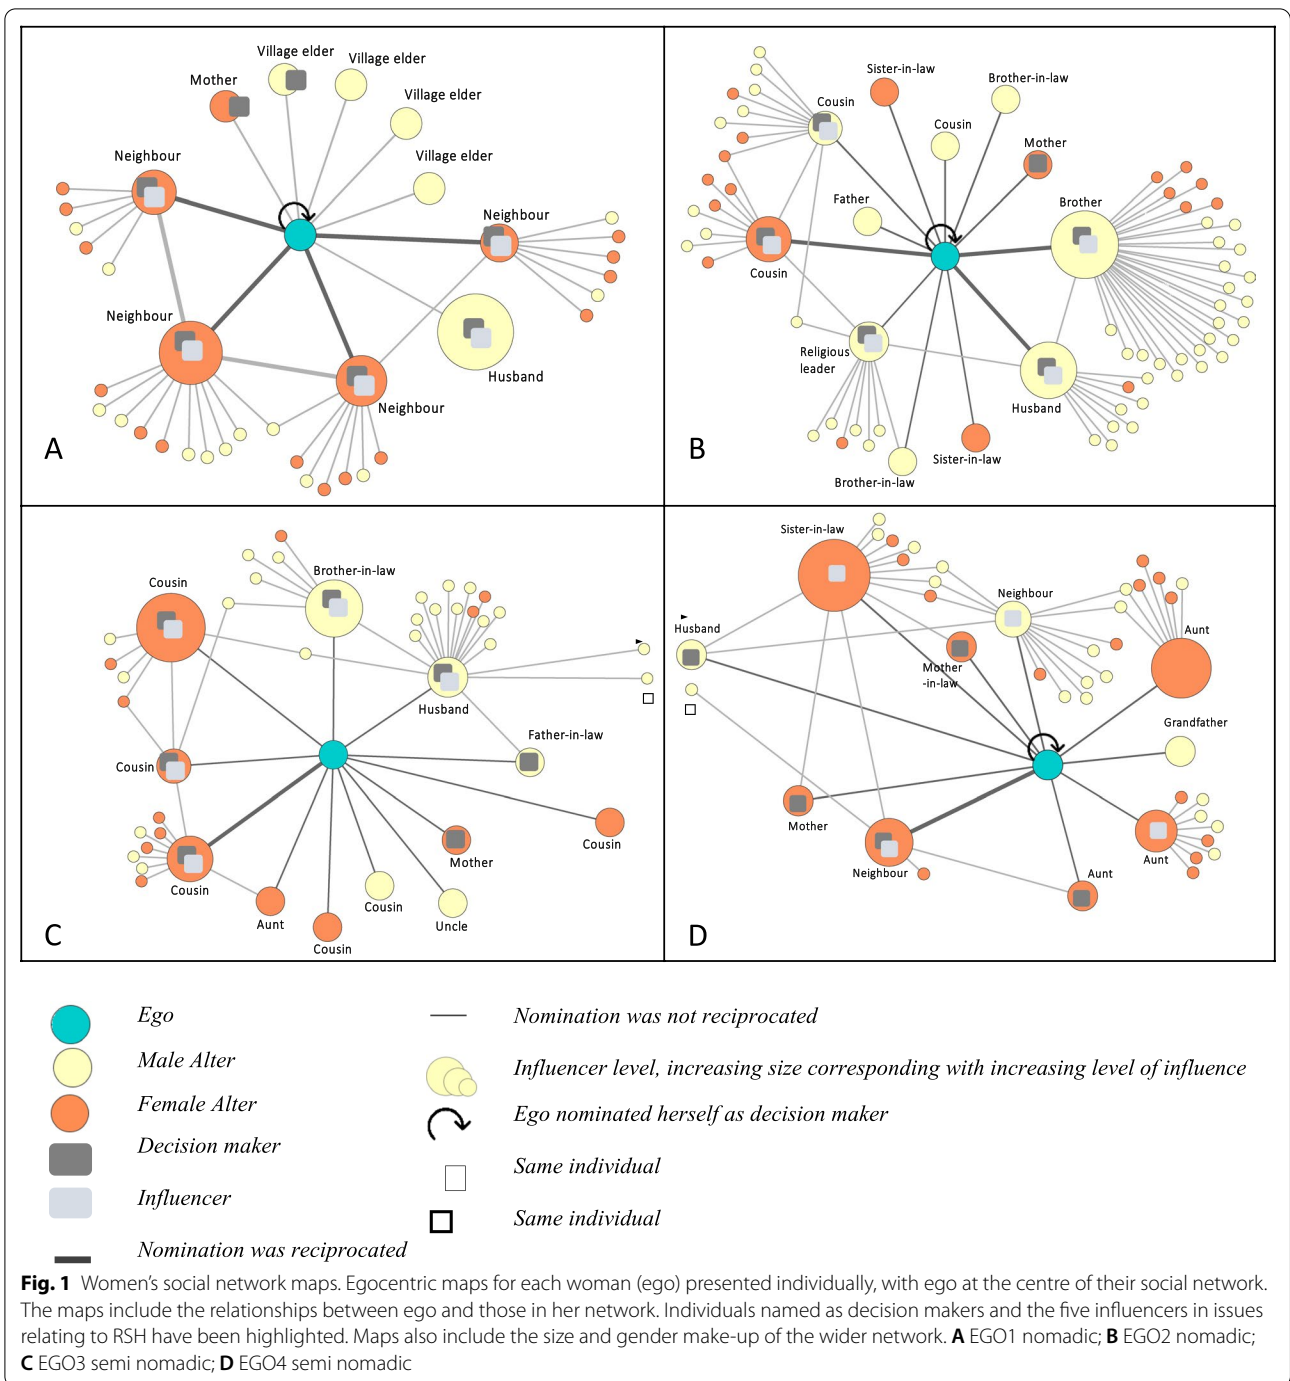 Village elder
Village elder
Mother
Village elder
Neighbour
Village elder
Neighbour
Neighbour
Husband
Neighbour
A
Sister-in-law
Brother-in-law
Cousin
Cousin
Mother
Father
Brother
Cousin
Religious
leader
Husband
Sister-in-law
Brother-in-law
B
Brother-in-law
Cousin
Husband
Father-in-law
Cousin
Cousin
Mother
Cousin
Cousin
Aunt
Uncle
Cousin
C
Sister-in-law
Neighbour
Husband
Aunt
Mother
-in-law
Grandfather
Mother
Aunt
Neighbour
Aunt
D
Ego
Male Alter
Female Alter
Decision maker
Influencer
Nomination was reciprocated
Nomination was not reciprocated
Influencer level, increasing size corresponding with increasing level of influence
Ego nominated herself as decision maker
Same individual
Same individual
Fig. 1 Women's social network maps. Egocentric maps for each woman (ego) presented individually, with ego at the centre of their social network.
The maps include the relationships between ego and those in her network. Individuals named as decision makers and the five influencers in issues
relating to RSH have been highlighted. Maps also include the size and gender make-up of the wider network. A EGO1 nomadic; B EGO2 nomadic;
C EGO3 semi nomadic; D EGO4 semi nomadic